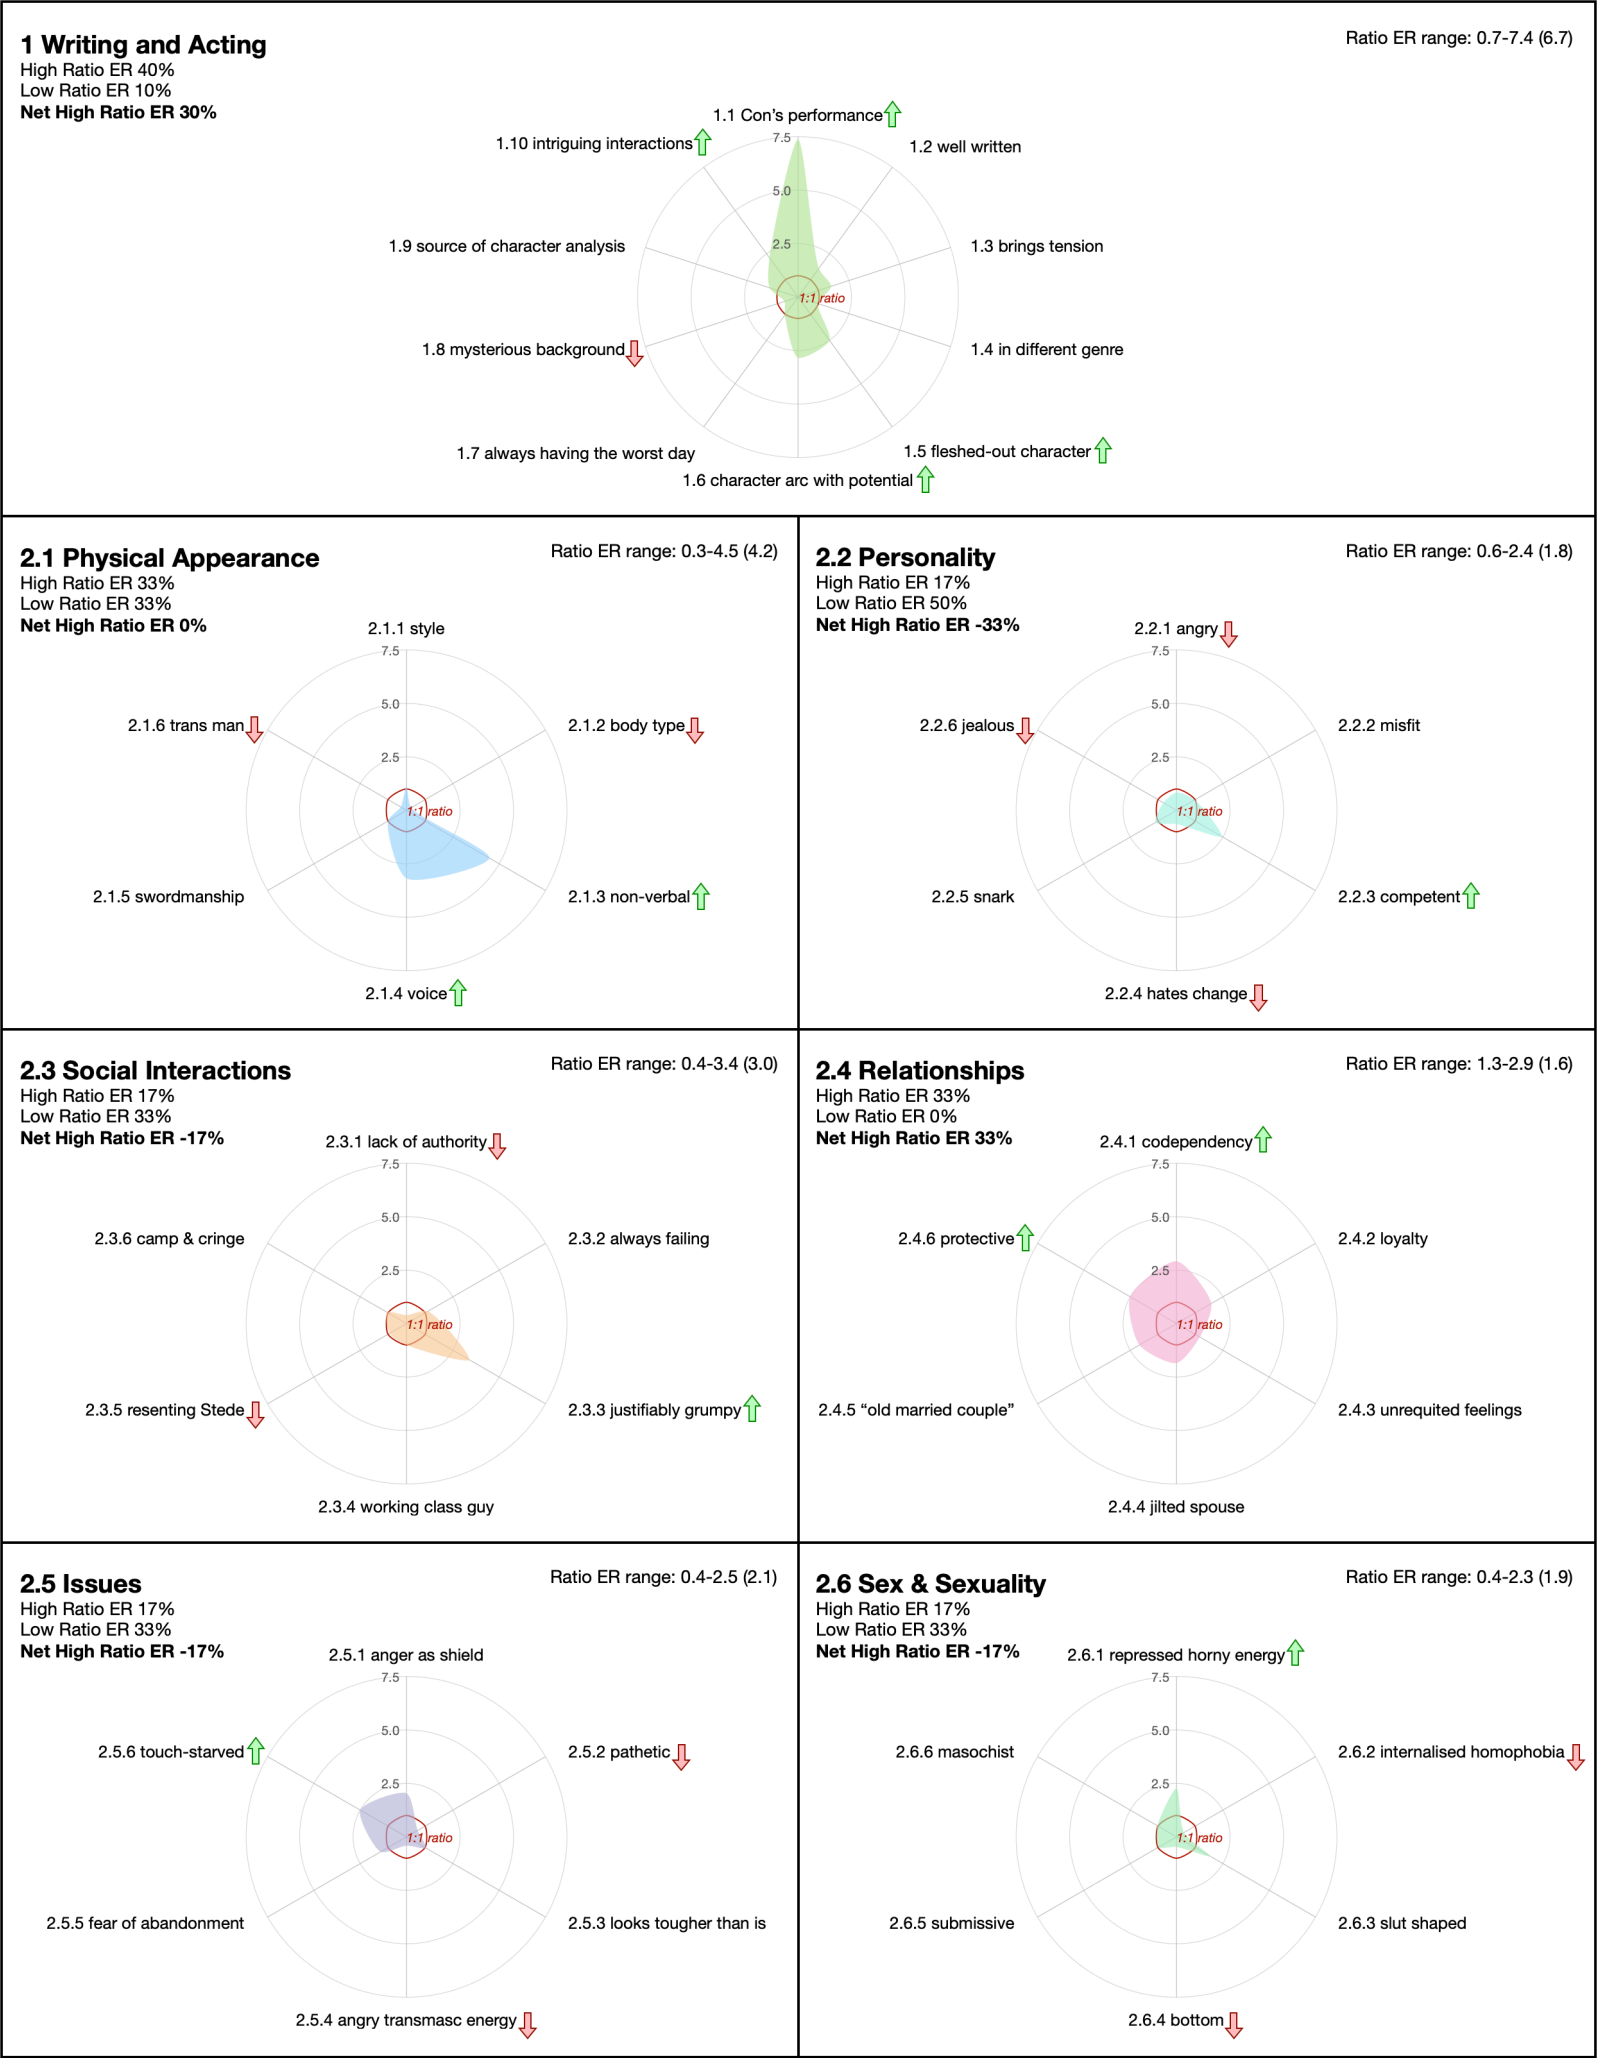 1 Writing and Acting
High Ratio ER 40%
Low Ratio ER 10%
Net High Ratio ER 30%
Ratio ER range: 0.7-7.4 (6.7)
1.1 Con’s performance
1.10 intriguing interactions
1.2 well written
7.5
5.0
2.5
1.9 source of character analysis
1.3 brings tension
1:1 ratio
1.8 mysterious background
1.4 in different genre
1.7 always having the worst day
1.5 fleshed-out character
1.6 character arc with potential
2.1 Physical Appearance
High Ratio ER 33%
Low Ratio ER 33%
Net High Ratio ER 0%
Ratio ER range: 0.3-4.5 (4.2)
2.1.1 style
7.5
5.0
2.5
2.1.6 trans man
2.1.2 body type
1:1 ratio
2.1.5 swordmanship
2.1.3 non-verbal
2.1.4 voice
2.2 Personality
High Ratio ER 17%
Low Ratio ER 50%
Net High Ratio ER -33%
Ratio ER range: 0.6-2.4 (1.8)
2.2.1 angry
7.5
5.0
2.5
2.2.6 jealous
2.2.2 misfit
1:1 ratio
2.2.5 snark
2.2.3 competent
2.2.4 hates change
2.3 Social Interactions
High Ratio ER 17%
Low Ratio ER 33%
Net High Ratio ER -17%
Ratio ER range: 0.4-3.4 (3.0)
2.3.1 lack of authority
7.5
5.0
2.5
2.3.6 camp & cringe
2.3.2 always failing
1:1 ratio
2.3.5 resenting Stede
2.3.3 justifiably grumpy
2.3.4 working class guy
2.4 Relationships
High Ratio ER 33%
Low Ratio ER 0%
Net High Ratio ER 33%
Ratio ER range: 1.3-2.9 (1.6)
2.4.1 codependency
7.5
5.0
2.5
2.4.6 protective
2.4.2 loyalty
1:1 ratio
2.4.5 “old married couple”
2.4.3 unrequited feelings
2.4.4 jilted spouse
2.5 Issues
High Ratio ER 17%
Low Ratio ER 33%
Net High Ratio ER -17%
Ratio ER range: 0.4-2.5 (2.1)
2.5.1 anger as shield
7.5
5.0
2.5
2.5.6 touch-starved
2.5.2 pathetic
1:1 ratio
2.5.5 fear of abandonment
2.5.3 looks tougher than is
2.5.4 angry transmasc energy
2.6 Sex & Sexuality
High Ratio ER 17%
Low Ratio ER 33%
Net High Ratio ER -17%
Ratio ER range: 0.4-2.3 (1.9)
2.6.1 repressed horny energy
7.5
5.0
2.5
2.6.6 masochist
2.6.2 internalised homophobia
1:1 ratio
2.6.5 submissive
2.6.3 slut shaped
2.6.4 bottom